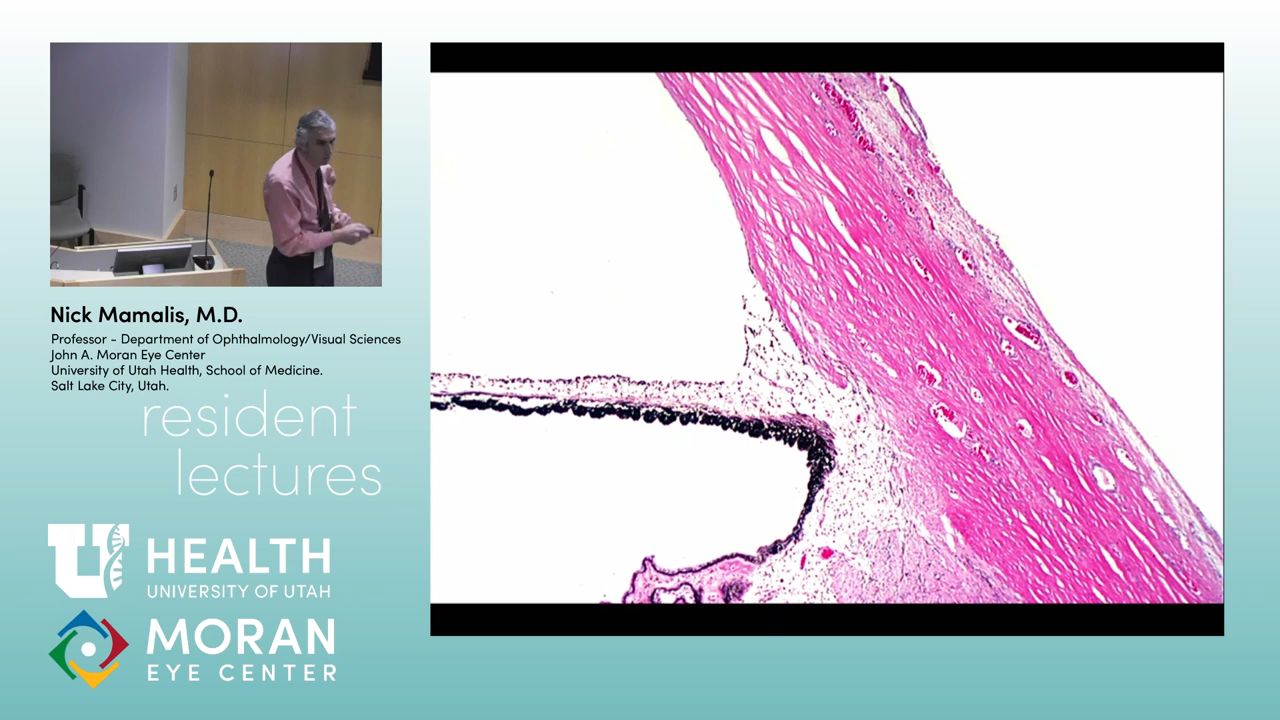 Nick Mamalis, M.D.
Professor - Department of Ophthalmology/Visual Sciences
John A. Moran Eye Center
University of Utah Health, School of Medicine.
Salt Lake City, Utah.
resident
lectures
U HEALTH
UNIVERSITY OF UTAH
MORAN
EYE CENTER